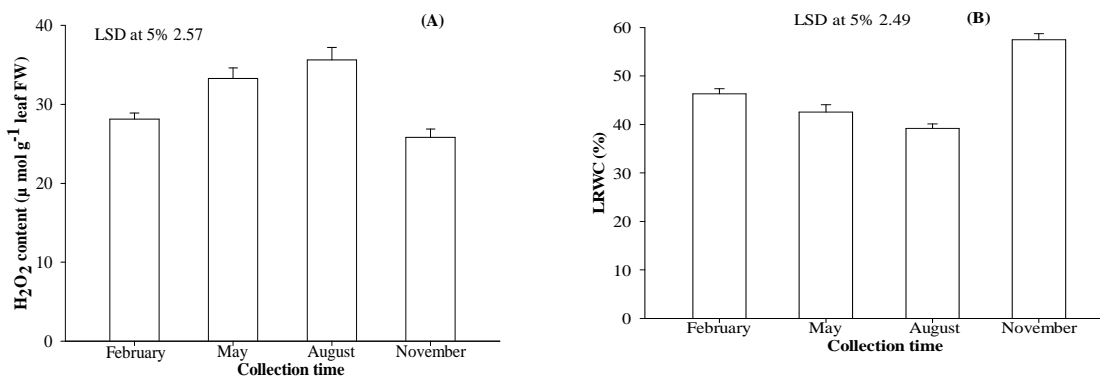 (A)
LSD at 5% 2.57
40
30
20
10
0
H₂O₂ content (µ mol g⁻¹ leaf FW)
February May August November
Collection time
(B)
LSD at 5% 2.49
60
50
40
30
20
10
0
LRWC (%)
February May August November
Collection time